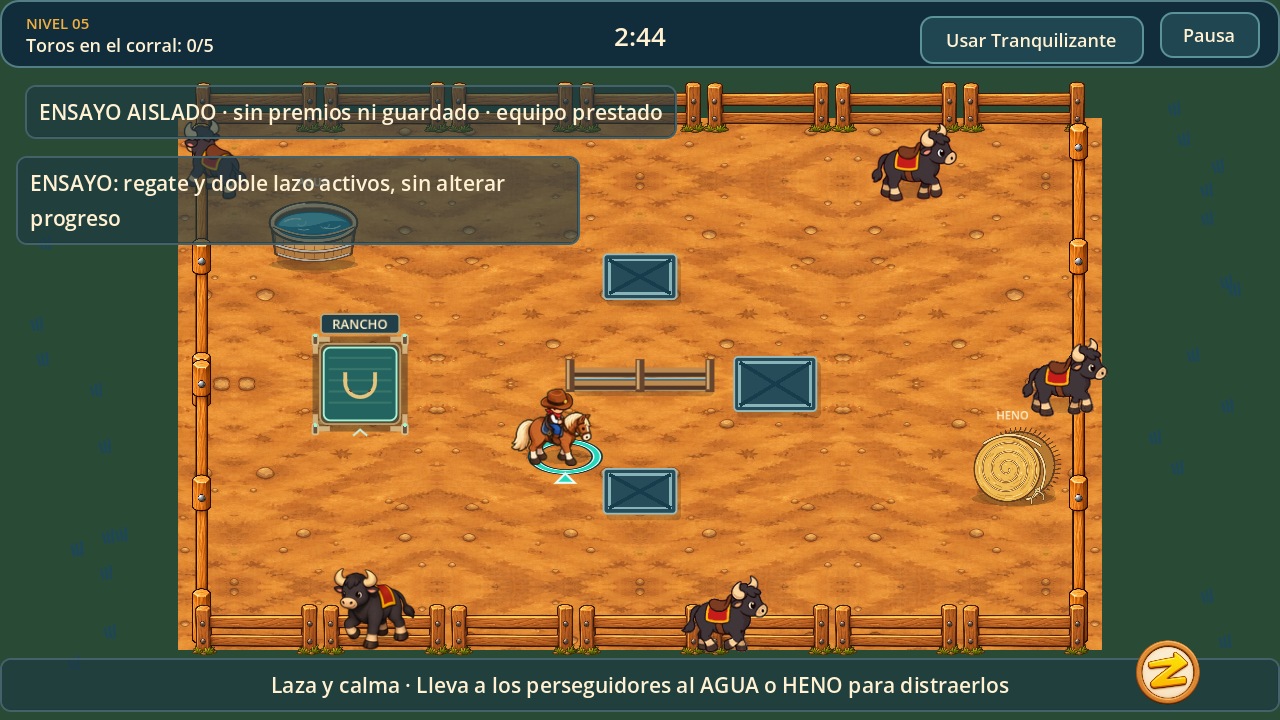 NIVEL 05
Toros en el corral: 0/5
2:44
Usar Tranquilizante
Pausa
ENSAYO AISLADO · sin premios ni guardado · equipo prestado
ENSAYO: regate y doble lazo activos, sin alterar
progreso
RANCHO
HENO
Laza y calma · Lleva a los perseguidores al AGUA o HENO para distraerlos